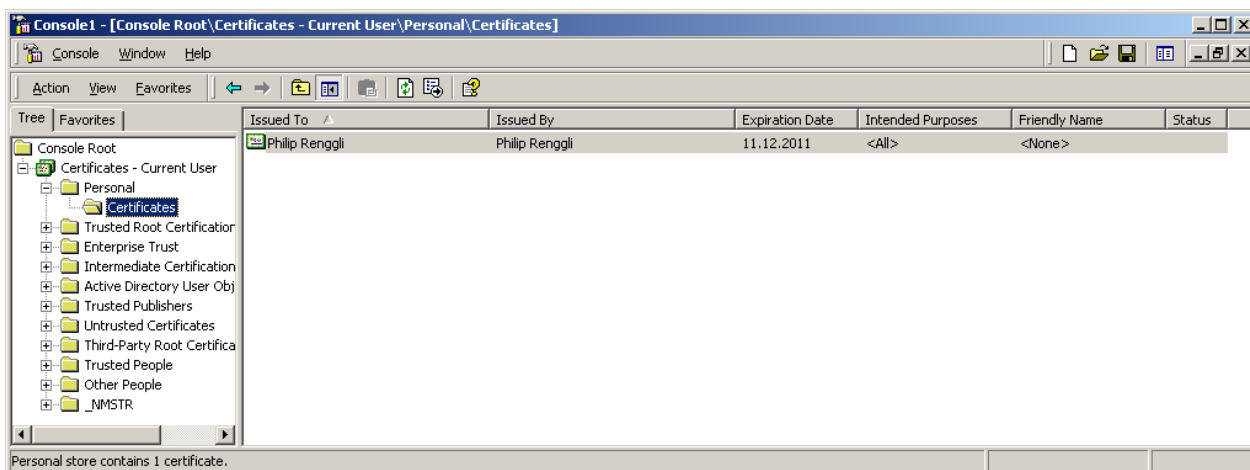 Console1 - [Console Root\Certificates - Current User\Personal\Certificates]
Console Window Help
Action View Favorites
Tree Favorites
Issued To Issued By Expiration Date Intended Purposes Friendly Name Status
Philip Renggli Philip Renggli 11.12.2011 <All> <None>
Console Root
Certificates - Current User
Personal
Certificates
Trusted Root Certification
Enterprise Trust
Intermediate Certification
Active Directory User Obj
Trusted Publishers
Untrusted Certificates
Third-Party Root Certifica
Trusted People
Other People
_NMSTR
Personal store contains 1 certificate.